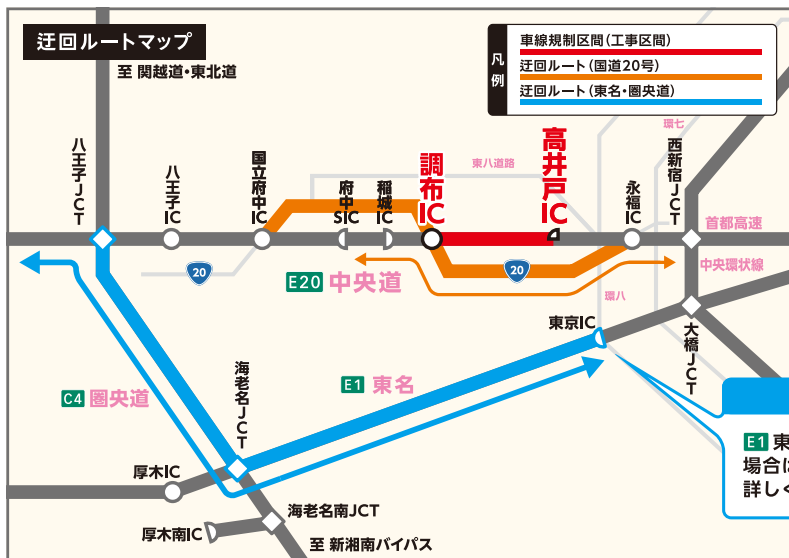 迂回ルートマップ
至 関越道・東北道
凡例
車線規制区間(工事区間)
迂回ルート(国道20号)
迂回ルート(東名・圏央道)
八王子JCT
八王子IC
国立府中IC
府中SIC
稲城IC
調布IC
東八道路
高井戸IC
永福IC
西新宿JCT
環七
首都高速
20
E20 中央道
20
中央環状線
環八
東京IC
大橋JCT
E1 東名
C4 圏央道
海老名JCT
厚木IC
海老名南JCT
厚木南IC
至 新湘南バイパス
E1 東
場合は
詳しく